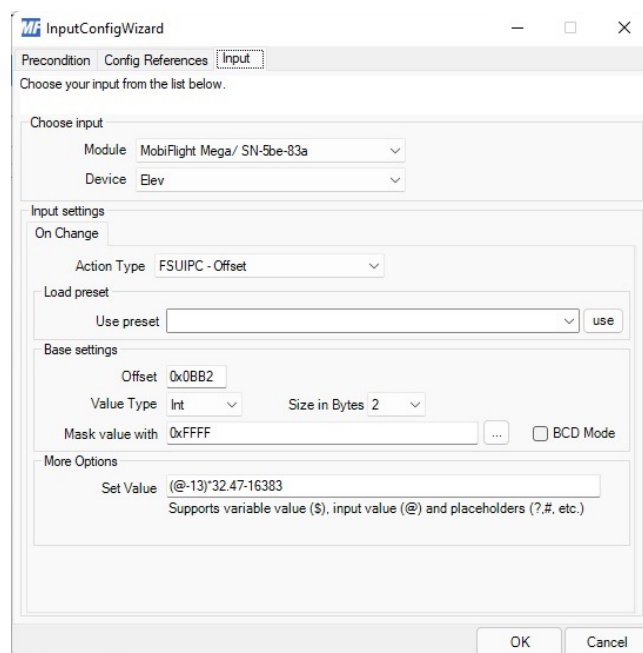 MF InputConfigWizard
Precondition Config References Input
Choose your input from the list below.
Choose input
Module MobiFlight Mega/ SN-5be-83a
Device Elev
Input settings
On Change
Action Type FSUIPC - Offset
Load preset
Use preset use
Base settings
Offset 0x0BB2
Value Type Int Size in Bytes 2
Mask value with 0xFFFF ... BCD Mode
More Options
Set Value (@-13)*32.47-16383
Supports variable value ($), input value (@) and placeholders (?,#, etc.)
OK Cancel